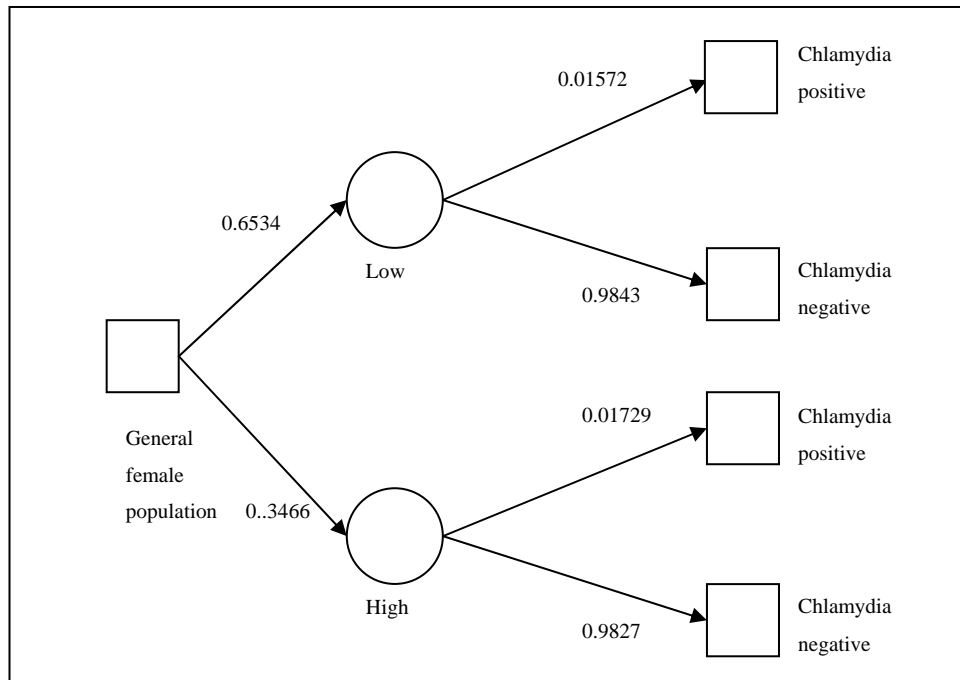 Chlamydia
positive
0.01572
0.6534
Low
Chlamydia
negative
0.9843
Chlamydia
positive
0.01729
General
female
population
0..3466
High
Chlamydia
negative
0.9827